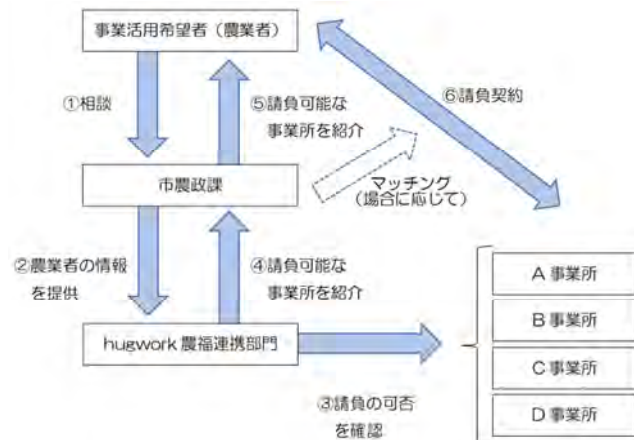 事業活用希望者（農業者）
①相談
⑤請負可能な
事業所を紹介
⑥請負契約
市農政課
マッチング
（場合に応じて）
②農業者の情報
を提供
④請負可能な
事業所を紹介
hugwork 農福連携部門
③請負の可否
を確認
A 事業所
B 事業所
C 事業所
D 事業所